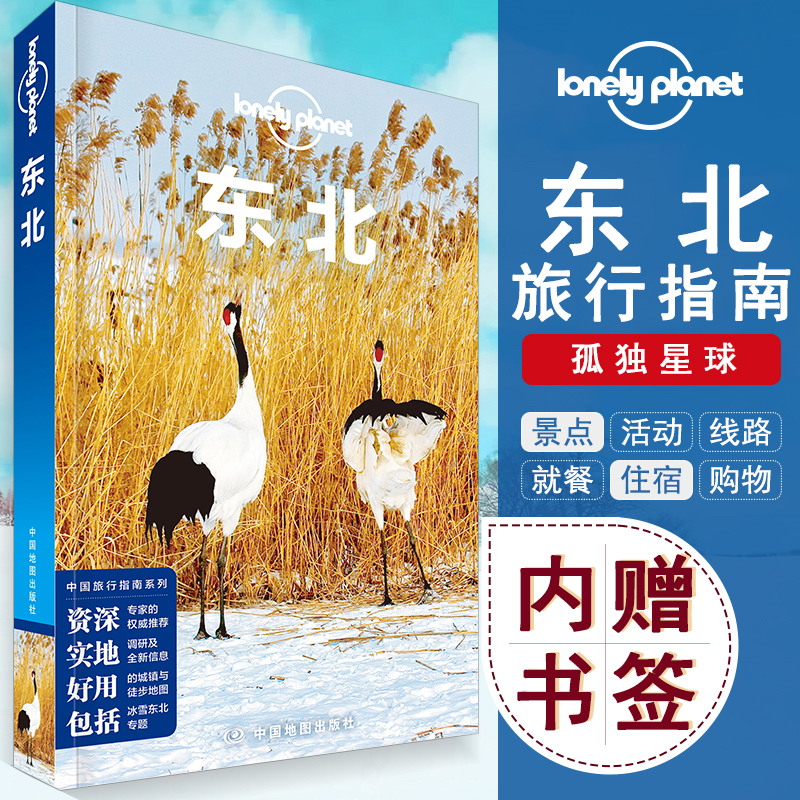 lonely planet
东北
中国地图出版社
lonely planet
东北
中国旅行指南系列
资深 专家的权威推荐
实地 调研及全新信息
好用 的城镇与徒步地图
包括 冰雪东北专题
中国地图出版社
lonely planet
东北
旅行指南
孤独星球
景点 活动 线路
就餐 住宿 购物
内赠
书签